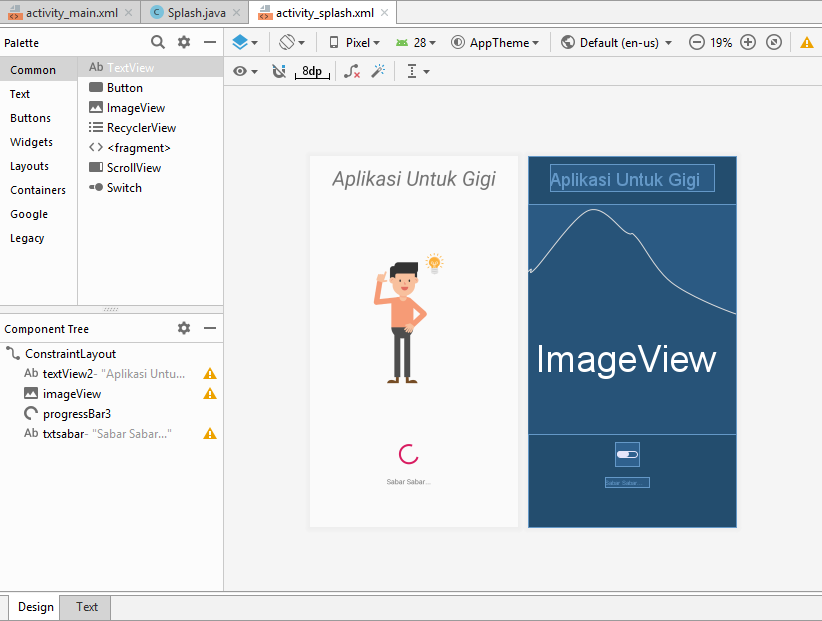 activity_main.xml
Splash.java
activity_splash.xml
Palette
Pixel
28
AppTheme
Default (en-us)
19%
8dp
Common
Text
Buttons
Widgets
Layouts
Containers
Google
Legacy
Ab TextView
Button
ImageView
RecyclerView
<fragment>
ScrollView
Switch
Component Tree
ConstraintLayout
Ab textView2- "Aplikasi Untu...
imageView
progressBar3
Ab txtsabar- "Sabar Sabar..."
Aplikasi Untuk Gigi
Sabar Sabar...
Aplikasi Untuk Gigi
ImageView
Sabar Sabar...
Design
Text